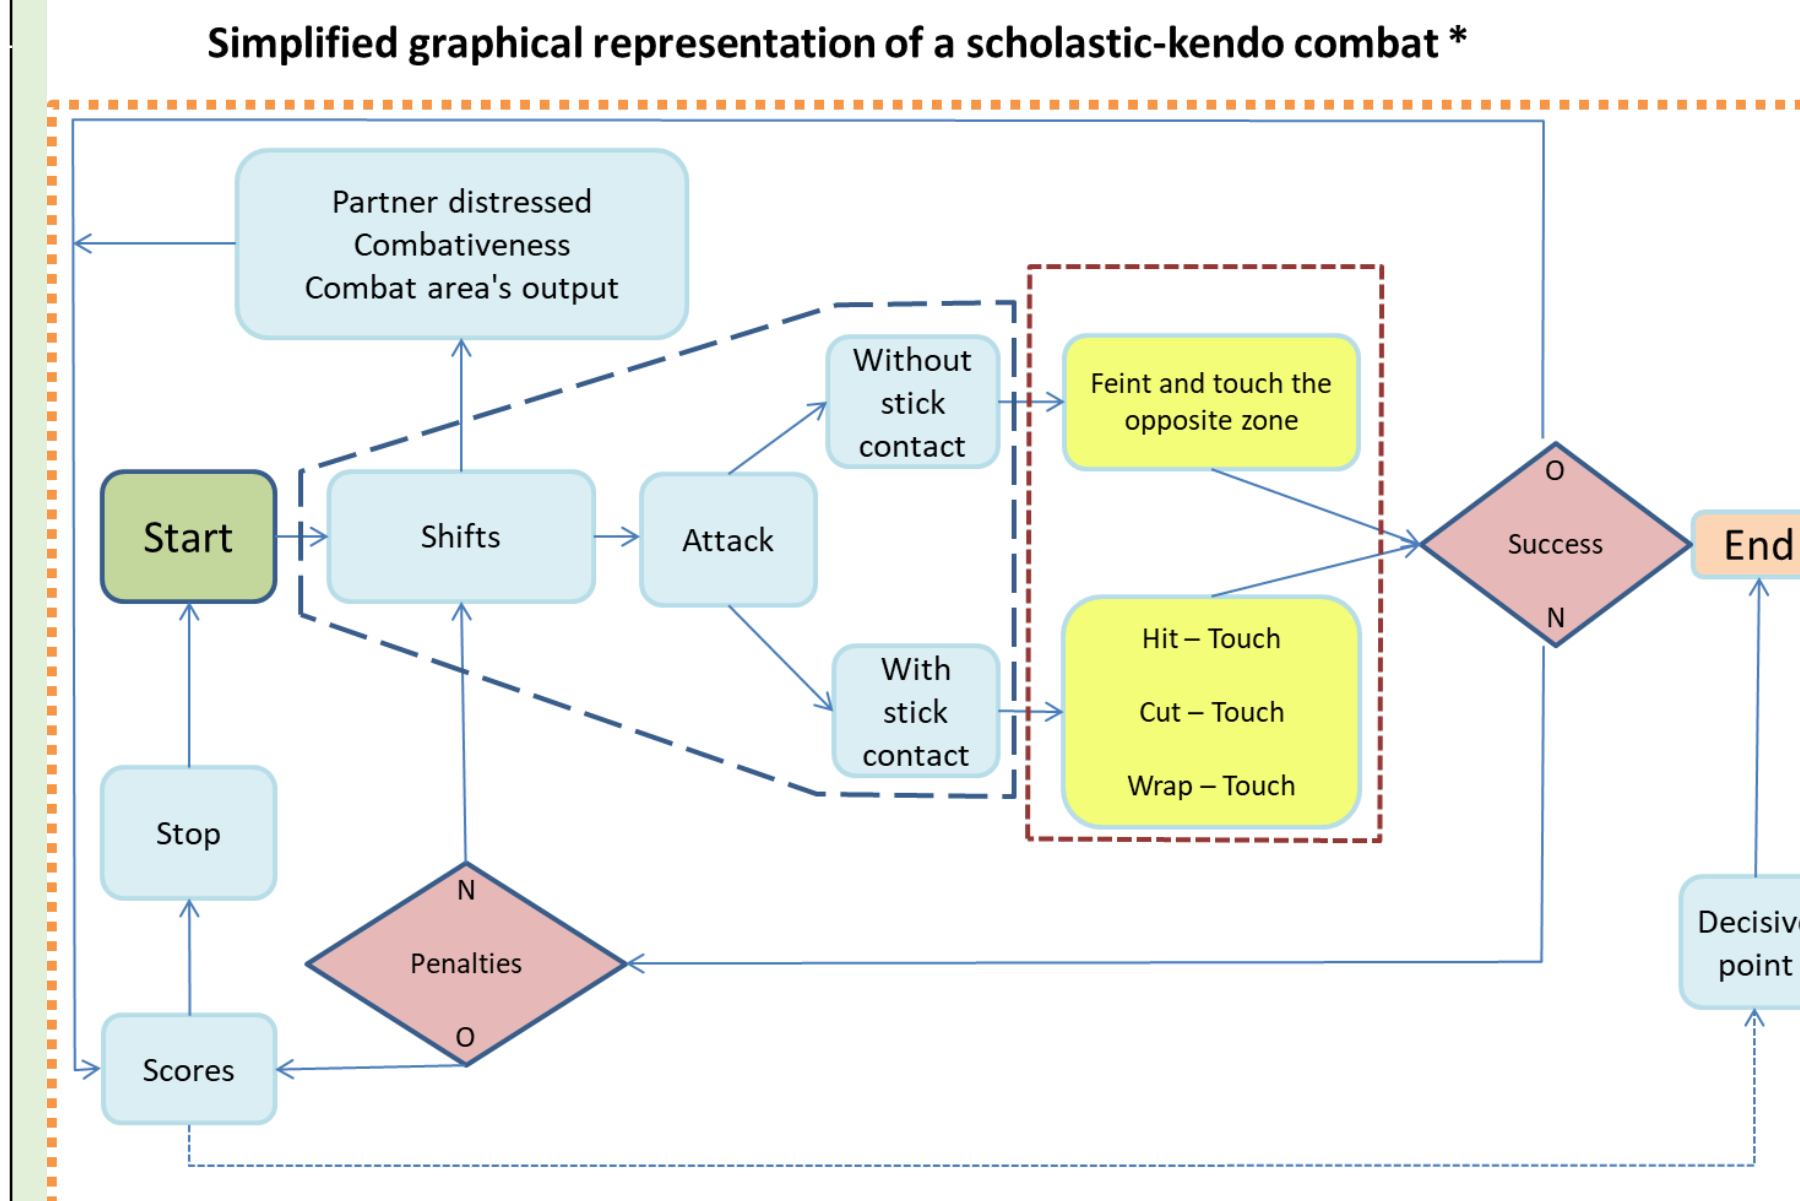 Simplified graphical representation of a scholastic-kendo combat *
Partner distressed
Combativeness
Combat area's output
Without
stick
contact
Feint and touch the
opposite zone
Start
Shifts
Attack
O
Success
N
End
With
stick
contact
Hit – Touch
Cut – Touch
Wrap – Touch
Stop
N
Penalties
O
Decisive
point
Scores